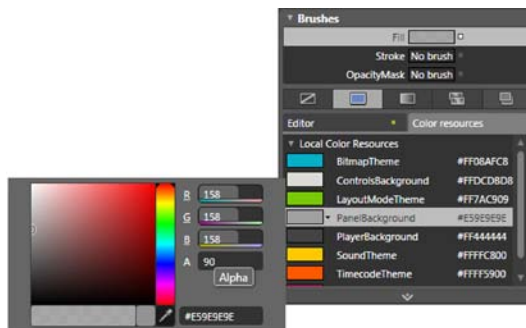 Brushes
Fill
Stroke No brush
OpacityMask No brush
Editor Color resources
Local Color Resources
BitmapTheme #FF08AFC8
ControlsBackground #FFDCD8D8
LayoutModeTheme #FF7AC909
PanelBackground #E59E9E9E
PlayerBackground #FF444444
SoundTheme #FFFFC800
TimecodeTheme #FFFF5900
R 158
G 158
B 158
A 90
Alpha
#E59E9E9E